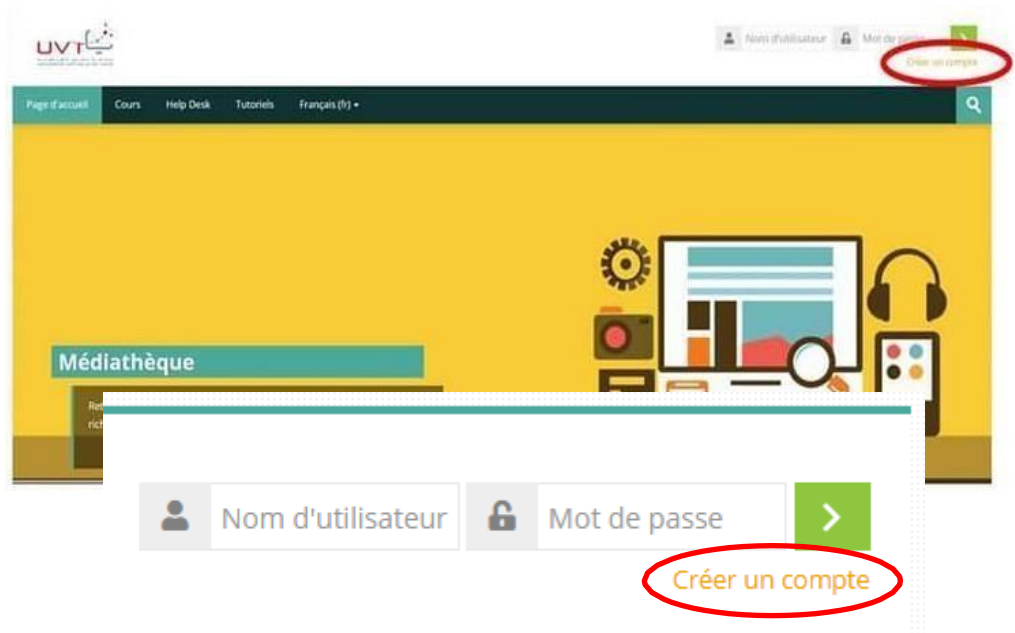 UVT
Nom d'utilisateur Mot de passe
Créer un compte
Page d'accueil Cours Help Desk Tutoriels Français (fr)
Médiathèque
Nom d'utilisateur Mot de passe
Créer un compte